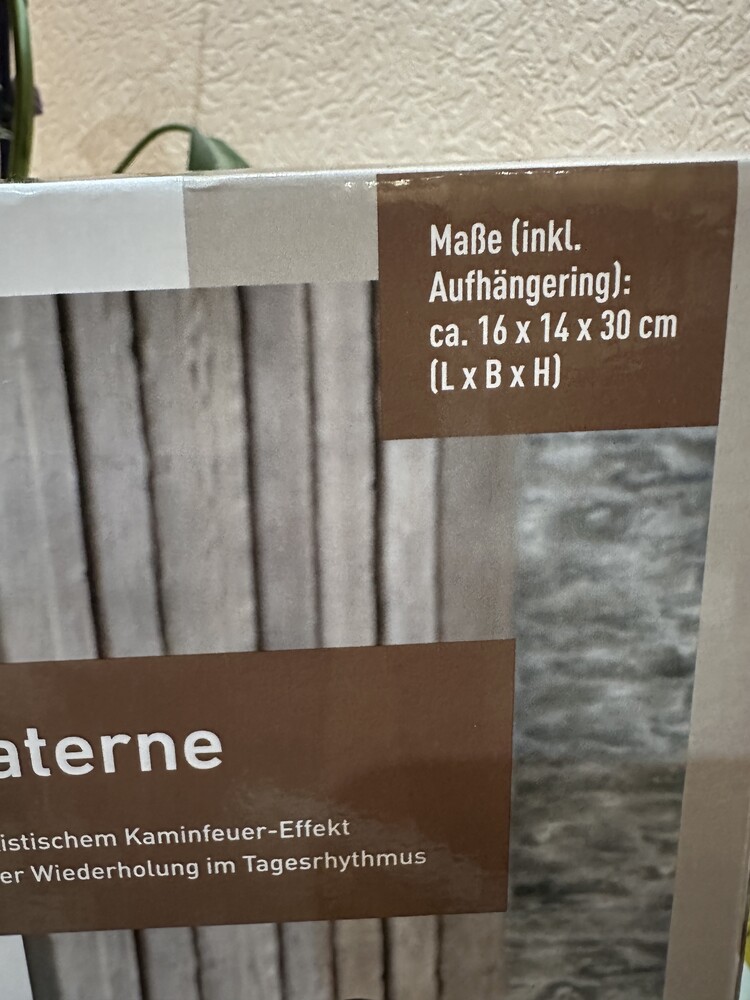 Maße (inkl.
Aufhängering):
ca. 16 x 14 x 30 cm
(L x B x H)
aterne
istischem Kaminfeuer-Effekt
er Wiederholung im Tagesrhythmus